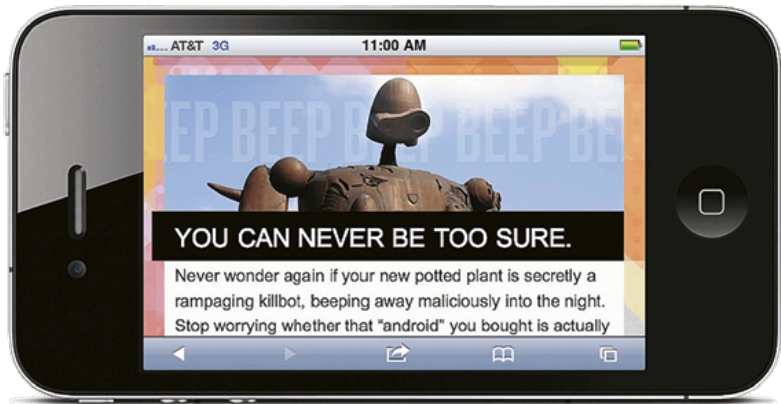 AT&T 3G 11:00 AM
EEP BEEP BEEP BEEP BE
YOU CAN NEVER BE TOO SURE.
Never wonder again if your new potted plant is secretly a
rampaging killbot, beeping away maliciously into the night.
Stop worrying whether that “android” you bought is actually